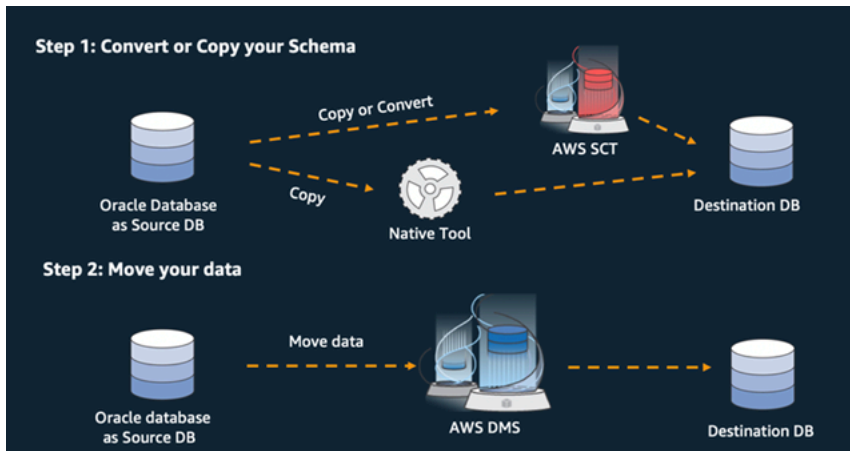 Step 1: Convert or Copy your Schema
Copy or Convert
AWS SCT
Oracle Database
as Source DB
Copy
Native Tool
Destination DB
Step 2: Move your data
Move data
Oracle database
as Source DB
AWS DMS
Destination DB